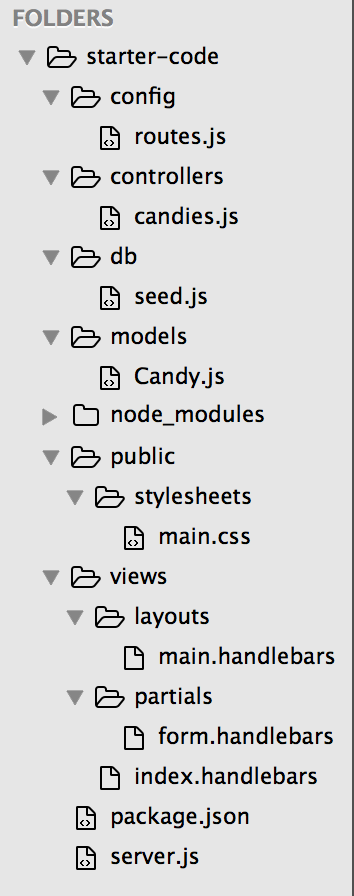 FOLDERS
starter-code
config
routes.js
controllers
candies.js
db
seed.js
models
Candy.js
node_modules
public
stylesheets
main.css
views
layouts
main.handlebars
partials
form.handlebars
index.handlebars
package.json
server.js